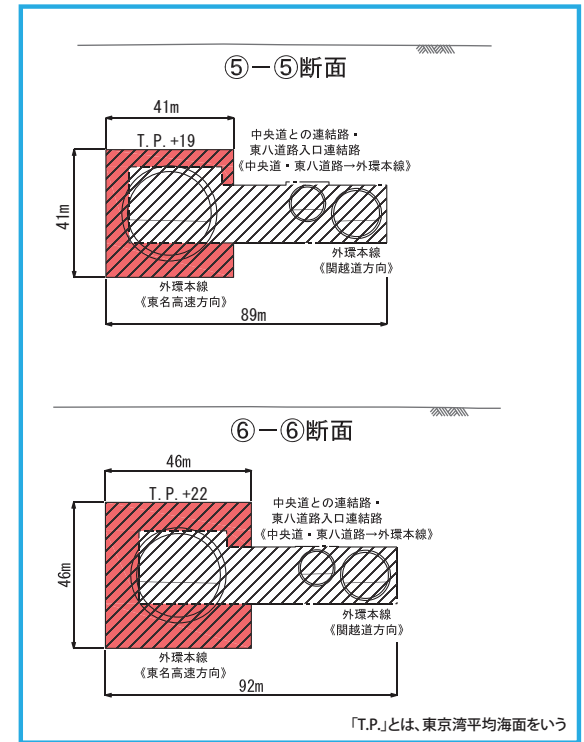 ⑤－⑤断面
41m
T.P.+19
中央道との連結路・
東八道路入口連結路
《中央道・東八道路→外環本線》
41m
外環本線
《関越道方向》
外環本線
《東名高速方向》
89m
⑥－⑥断面
46m
T.P.+22
中央道との連結路・
東八道路入口連結路
《中央道・東八道路→外環本線》
46m
外環本線
《関越道方向》
外環本線
《東名高速方向》
92m
「T.P.」とは、東京湾平均海面をいう